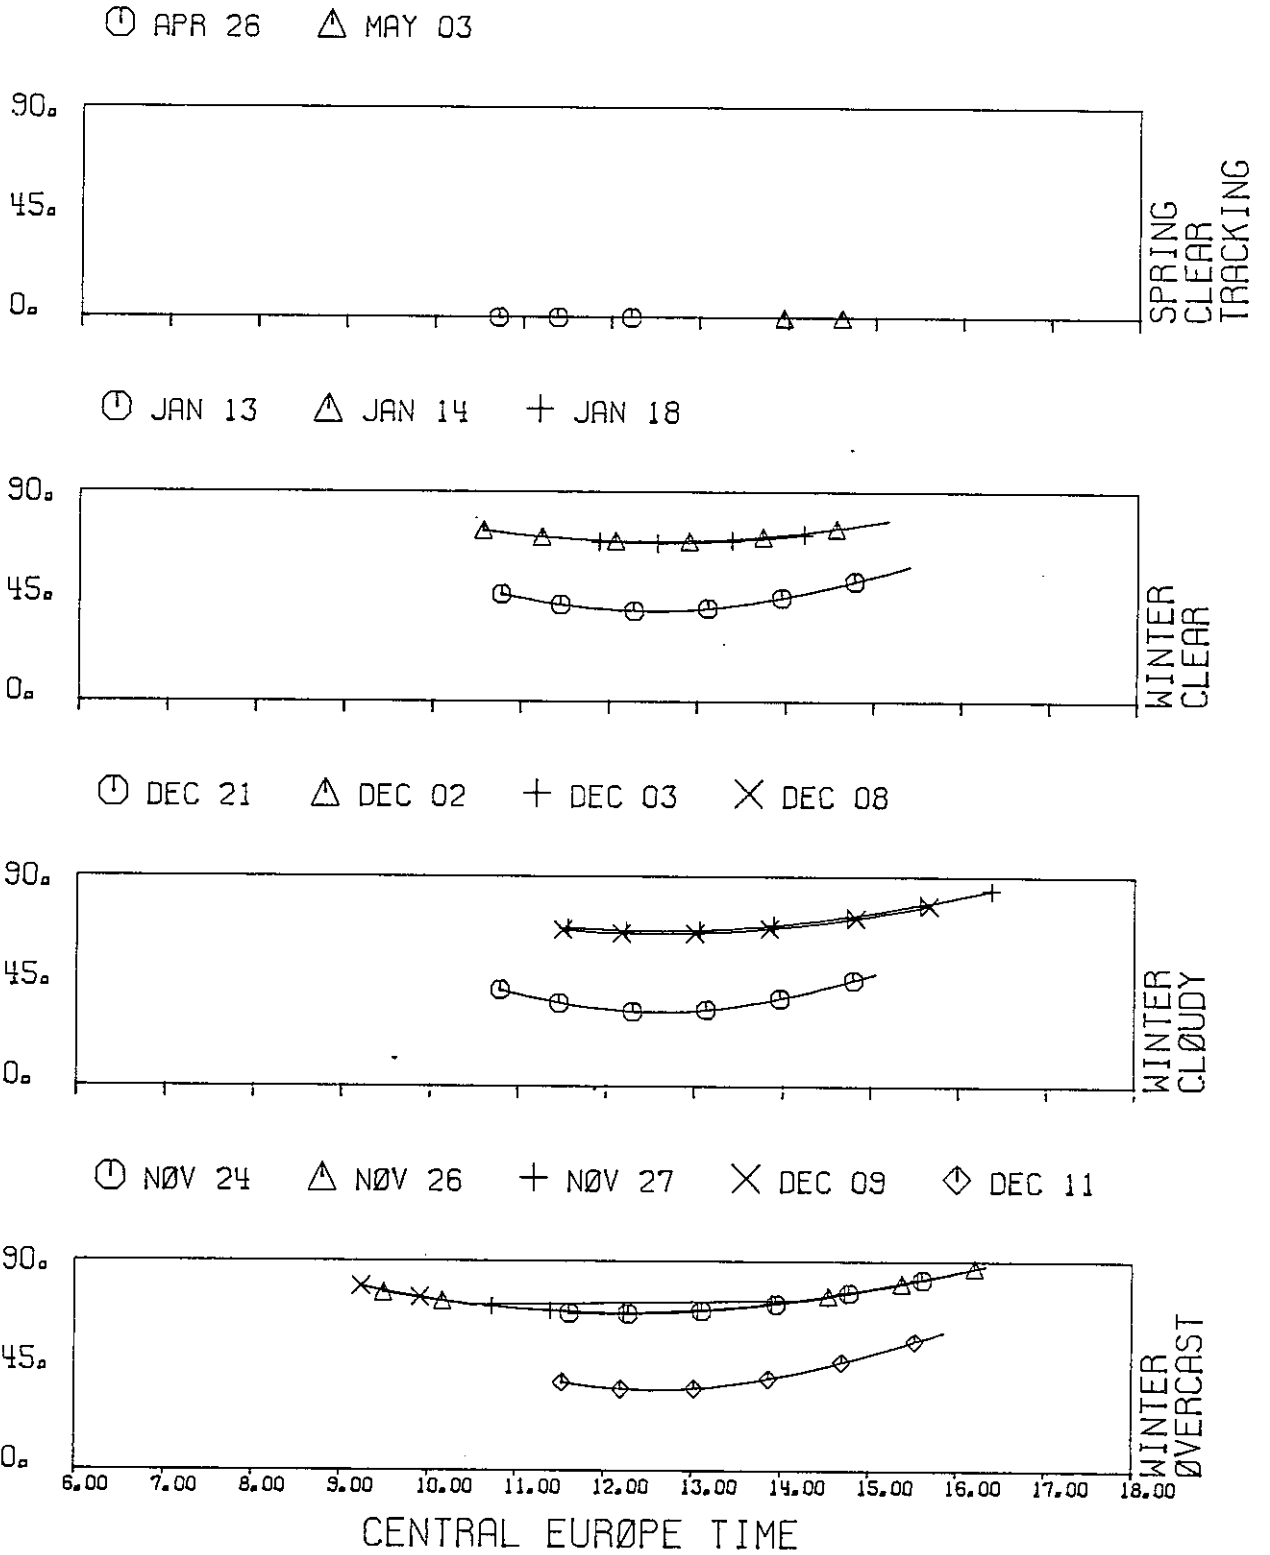 APR 26 MAY 03
90.
45.
0.
SPRING
CLEAR
TRACKING
JAN 13 JAN 14 JAN 18
90.
45.
0.
WINTER
CLEAR
DEC 21 DEC 02 DEC 03 DEC 08
90.
45.
0.
WINTER
CLØUDY
NØV 24 NØV 26 NØV 27 DEC 09 DEC 11
90.
45.
0.
WINTER
ØVERCAST
6.00 7.00 8.00 9.00 10.00 11.00 12.00 13.00 14.00 15.00 16.00 17.00 18.00
CENTRAL EURØPE TIME